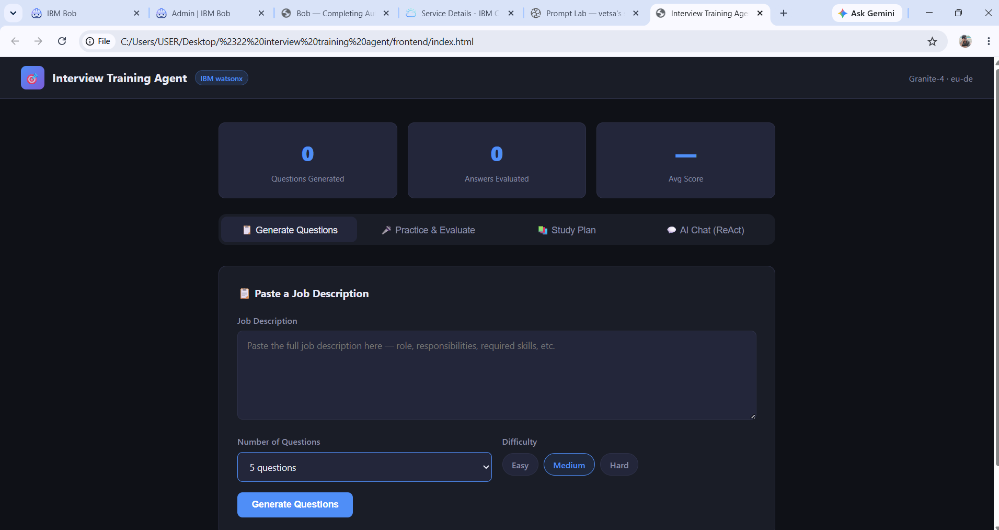 IBM Bob
Admin | IBM Bob
Bob — Completing Au
Service Details - IBM C
Prompt Lab — vetsa's
Interview Training Age
Ask Gemini
File
C:/Users/USER/Desktop/%2322%20interview%20training%20agent/frontend/index.html
Interview Training Agent
IBM watsonx
Granite-4 · eu-de
0
Questions Generated
0
Answers Evaluated
—
Avg Score
Generate Questions
Practice & Evaluate
Study Plan
AI Chat (ReAct)
Paste a Job Description
Job Description
Paste the full job description here — role, responsibilities, required skills, etc.
Number of Questions
Difficulty
5 questions
Easy
Medium
Hard
Generate Questions